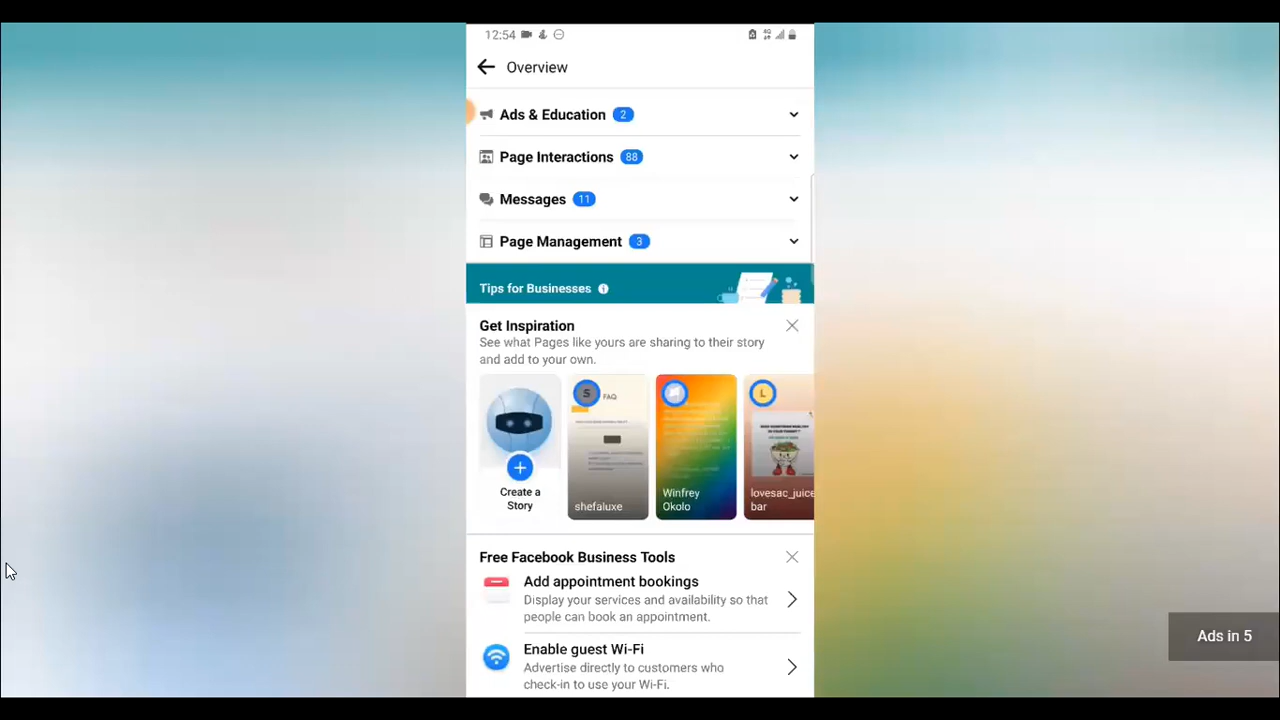 12:54
4G
Overview
Ads & Education 2
Page Interactions 88
Messages 11
Page Management 3
Tips for Businesses
Get Inspiration
See what Pages like yours are sharing to their story
and add to your own.
S
FAQ
L
Create a
Story
shefaluxe
Winfrey
Okolo
lovesac_juice
bar
Free Facebook Business Tools
Add appointment bookings
Display your services and availability so that
people can book an appointment.
Enable guest Wi-Fi
Advertise directly to customers who
check-in to use your Wi-Fi.
Ads in 5